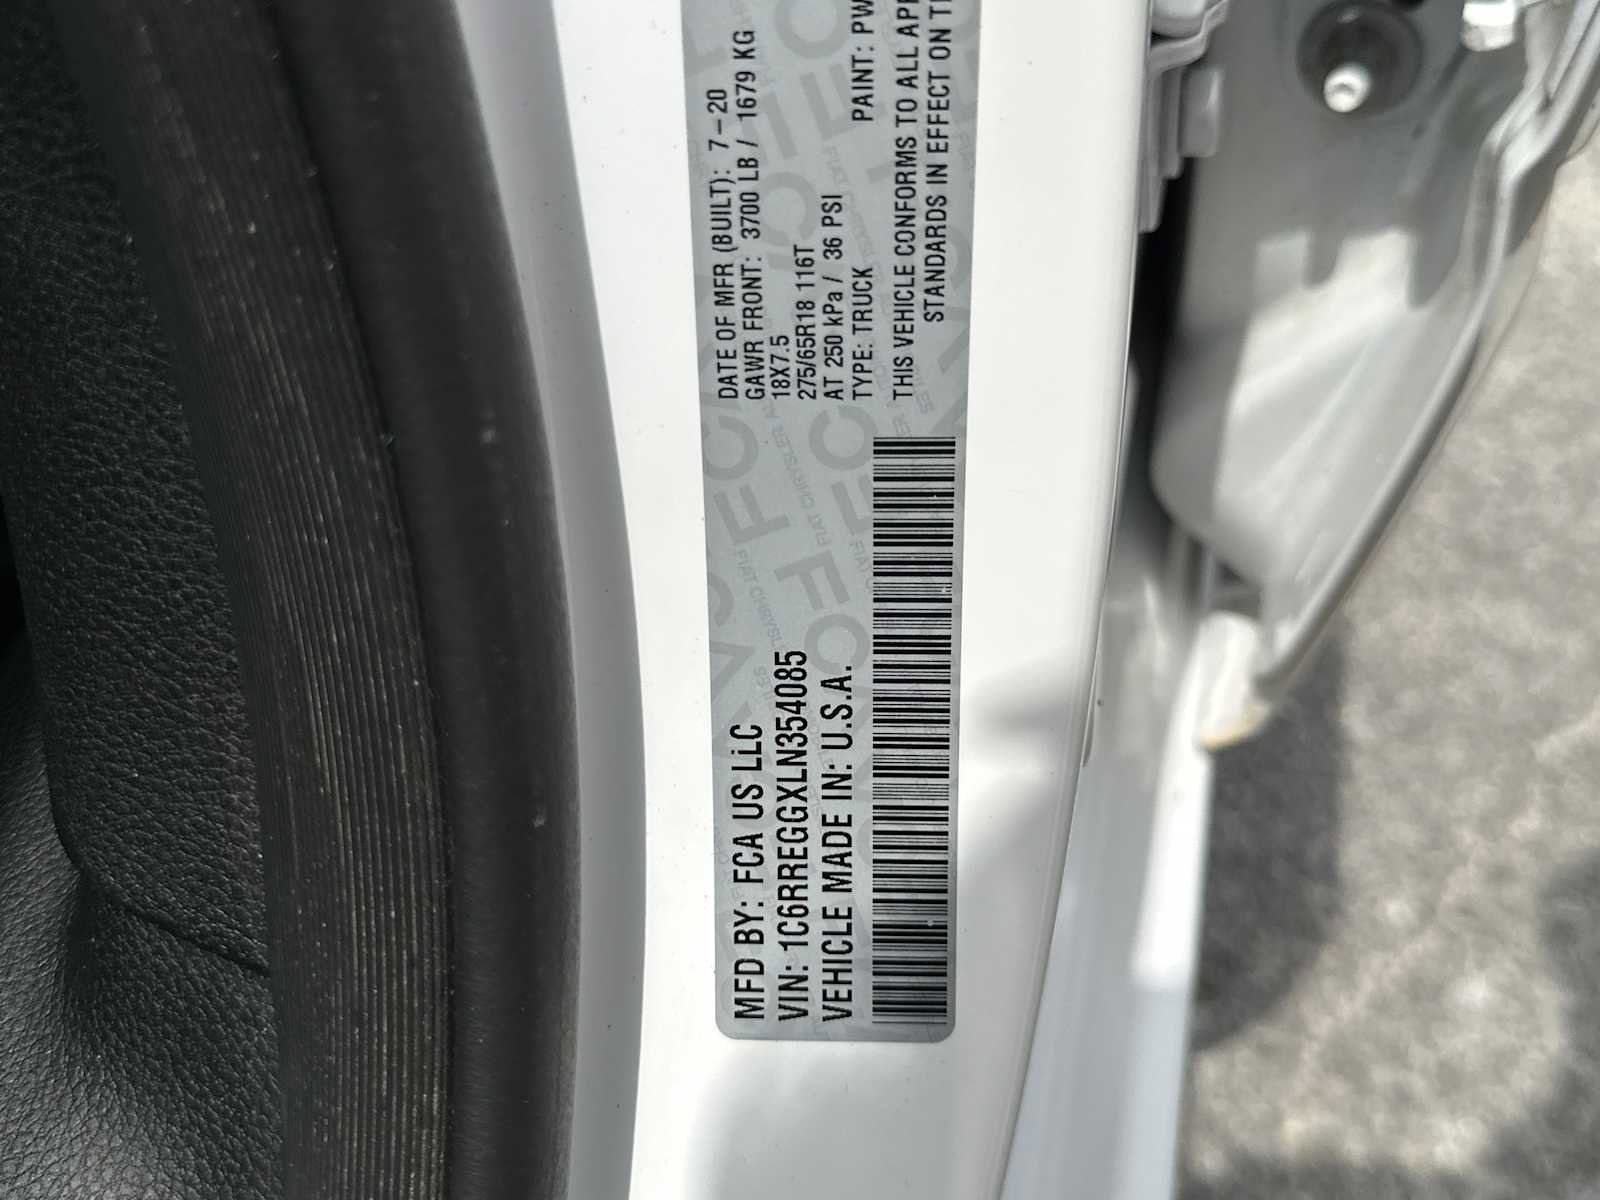 MFD BY: FCA US LLC
VIN: 1C6RREGGXLN354085
VEHICLE MADE IN: U.S.A.
DATE OF MFR (BUILT): 7-20
GAWR FRONT: 3700 LB / 1679 KG
18X7.5
275/65R18 116T
AT 250 kPa / 36 PSI
TYPE: TRUCK PAINT: PW
THIS VEHICLE CONFORMS TO ALL APP
STANDARDS IN EFFECT ON